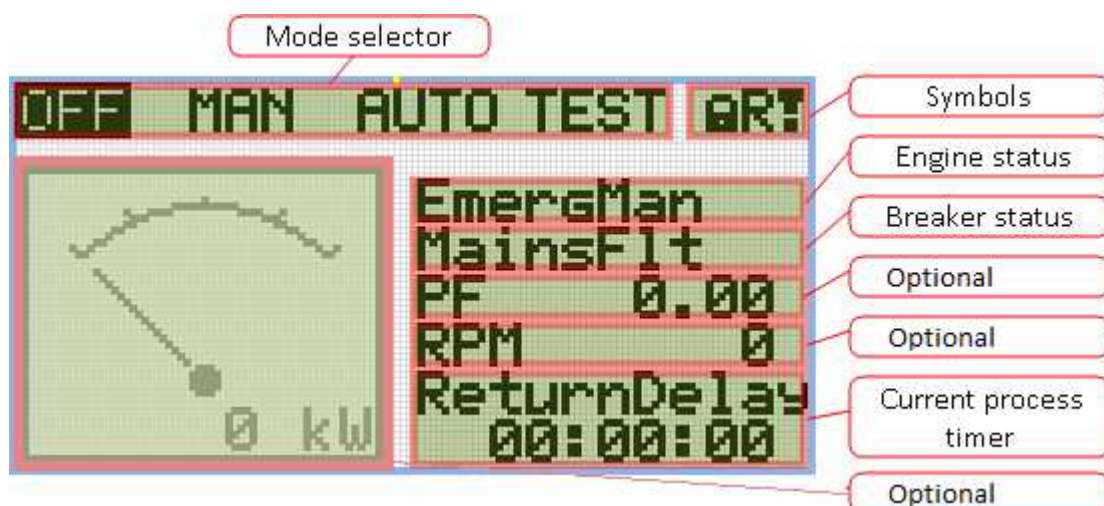 Mode selector
OFF MAN AUTO TEST R!
Symbols
Engine status
EmergMan
Breaker status
MainsFlt
Optional
PF 0.00
Optional
RPM 0
ReturnDelay
00:00:00
Current process
timer
0 kW
Optional